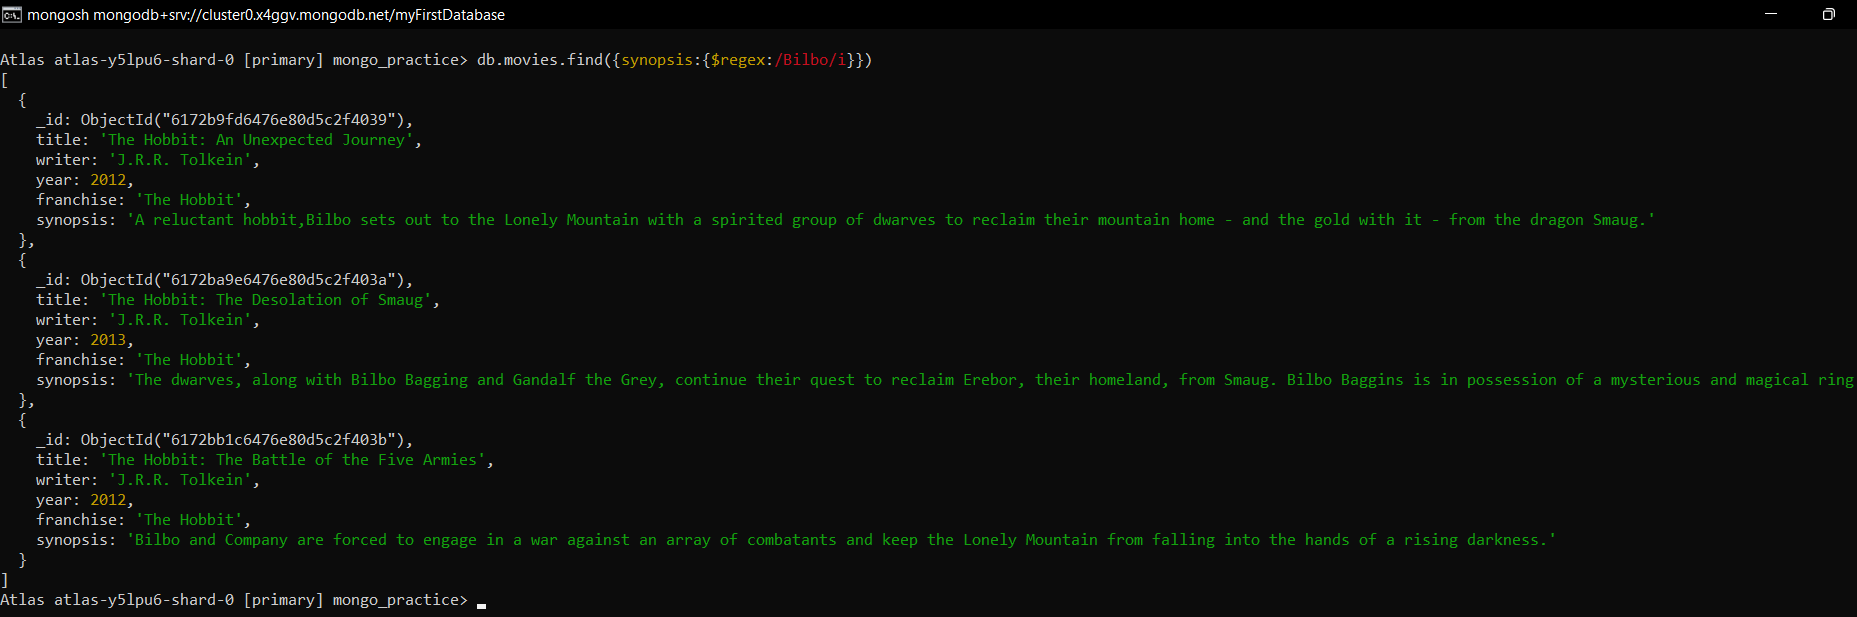 mongosh mongodb+srv://cluster0.x4ggv.mongodb.net/myFirstDatabase
Atlas atlas-y5lpu6-shard-0 [primary] mongo_practice> db.movies.find({synopsis:{$regex:/Bilbo/i}})
[
  {
    _id: ObjectId("6172b9fd6476e80d5c2f4039"),
    title: 'The Hobbit: An Unexpected Journey',
    writer: 'J.R.R. Tolkein',
    year: 2012,
    franchise: 'The Hobbit',
    synopsis: 'A reluctant hobbit,Bilbo sets out to the Lonely Mountain with a spirited group of dwarves to reclaim their mountain home - and the gold with it - from the dragon Smaug.'
  },
  {
    _id: ObjectId("6172ba9e6476e80d5c2f403a"),
    title: 'The Hobbit: The Desolation of Smaug',
    writer: 'J.R.R. Tolkein',
    year: 2013,
    franchise: 'The Hobbit',
    synopsis: 'The dwarves, along with Bilbo Bagging and Gandalf the Grey, continue their quest to reclaim Erebor, their homeland, from Smaug. Bilbo Baggins is in possession of a mysterious and magical ring
  },
  {
    _id: ObjectId("6172bb1c6476e80d5c2f403b"),
    title: 'The Hobbit: The Battle of the Five Armies',
    writer: 'J.R.R. Tolkein',
    year: 2012,
    franchise: 'The Hobbit',
    synopsis: 'Bilbo and Company are forced to engage in a war against an array of combatants and keep the Lonely Mountain from falling into the hands of a rising darkness.'
  }
]
Atlas atlas-y5lpu6-shard-0 [primary] mongo_practice>